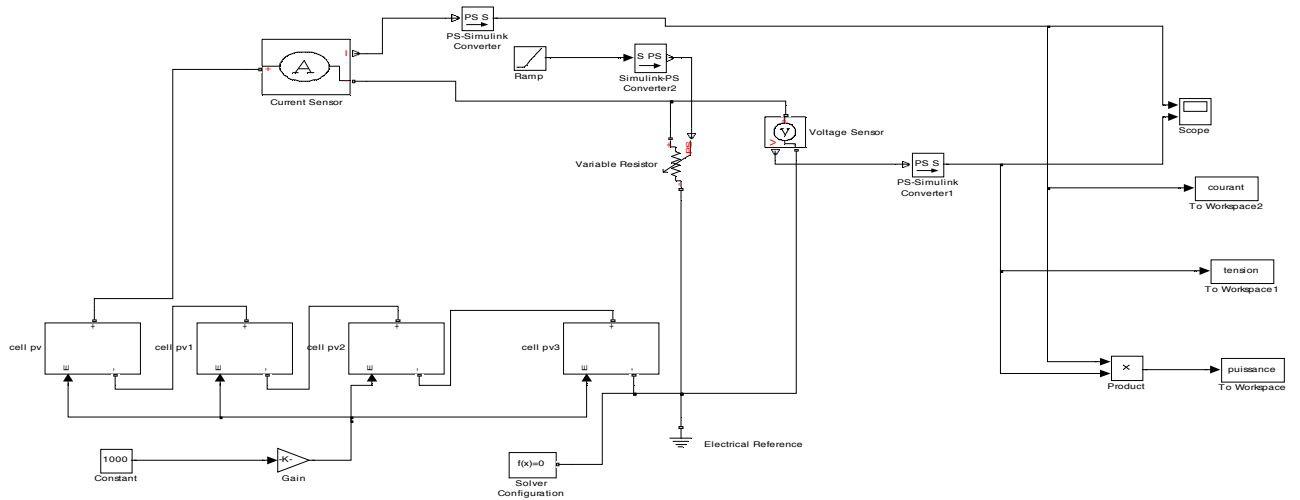 PS S
PS-Simulink
Converter
I
A
+
-
Current Sensor
Ramp
S PS
Simulink-PS
Converter2
+
V
V
-
Voltage Sensor
Scope
+
PS
-
Variable Resistor
PS S
PS-Simulink
Converter1
courant
To Workspace2
tension
To Workspace1
+
cell pv
E
-
+
cell pv1
E
-
+
cell pv2
E
-
+
cell pv3
E
-
×
Product
puissance
To Workspace
Electrical Reference
1000
Constant
-K-
Gain
f(x)=0
Solver
Configuration